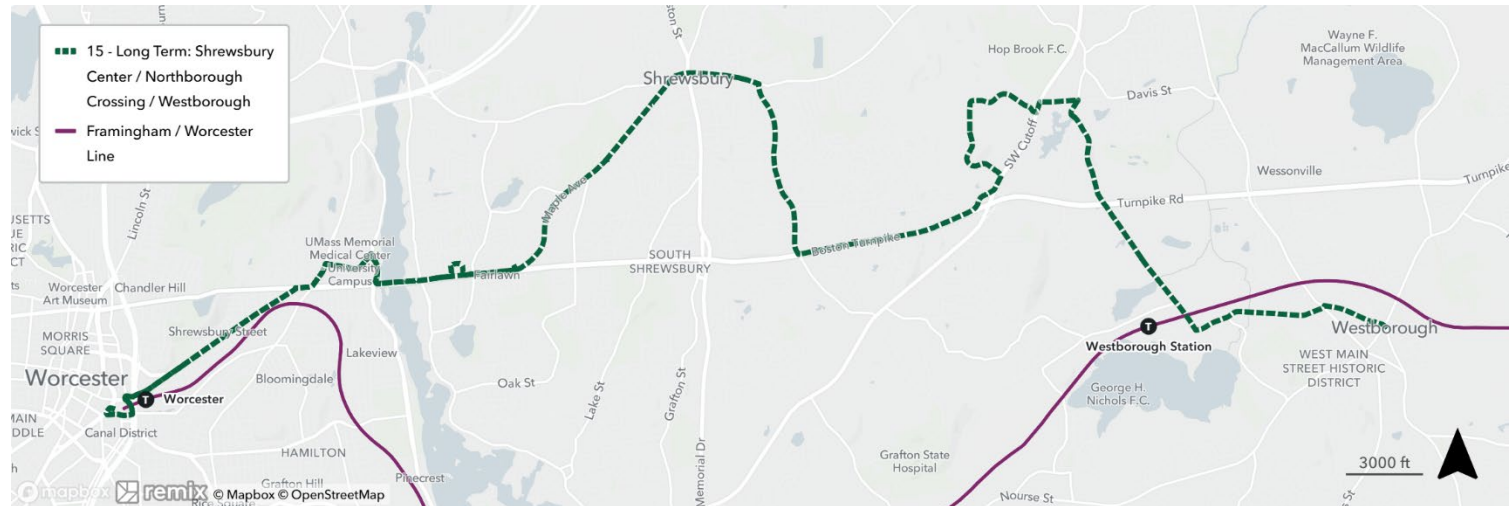 15 - Long Term: Shrewsbury
Center / Northborough
Crossing / Westborough
Framingham / Worcester
Line
Lincoln St
Hop Brook F.C.
Wayne F.
MacCallum Wildlife
Management Area
Shrewsbury
Davis St
SW Cutoff
Wessonville
Maple Ave
Turnpike Rd
Turnpike
UMass Memorial
Medical Center
University
Campus
SOUTH
SHREWSBURY
Boston Turnpike
Fairlawn
Worcester
Art Museum
Chandler Hill
MORRIS
SQUARE
Shrewsbury Street
Lakeview
Westborough Station
Westborough
WEST MAIN
STREET HISTORIC
DISTRICT
Worcester
Bloomingdale
Oak St
Lake St
Grafton St
George H.
Nichols F.C.
Worcester
MAIN
Canal District
HAMILTON
Grafton Hill
Pinecrest
Memorial Dr
Grafton State
Hospital
Nourse St
3000 ft
mapbox remix © Mapbox © OpenStreetMap